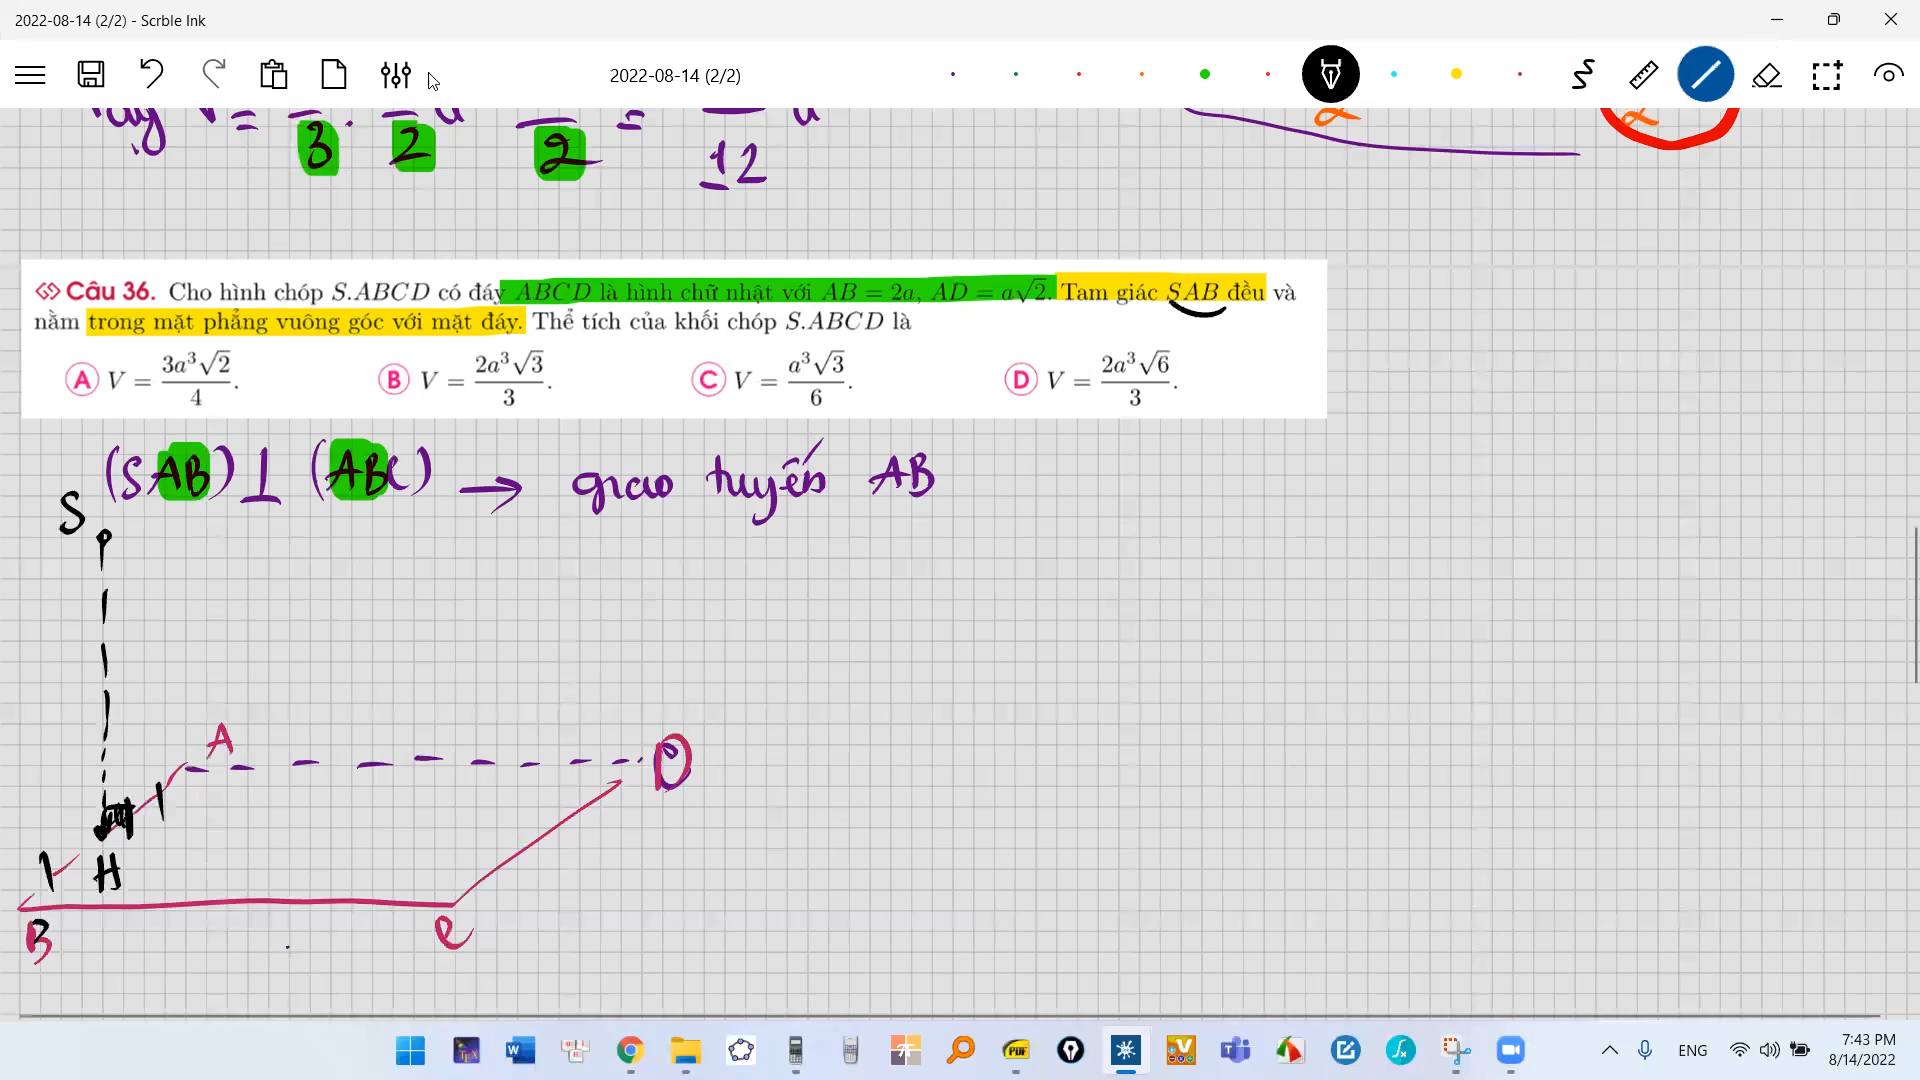 2022-08-14 (2/2) - Scrble Ink
2022-08-14 (2/2)
V = 3 . 2 2 = 12
2
2
Câu 36. Cho hình chóp S.ABCD có đáy ABCD là hình chữ nhật với AB = 2a, AD = a√2. Tam giác SAB đều và
nằm trong mặt phẳng vuông góc với mặt đáy. Thể tích của khối chóp S.ABCD là
A V = 3a³√2/4. B V = 2a³√3/3. C V = a³√3/6. D V = 2a³√6/3.
(SAB) ⊥ (ABC) → giao tuyến AB
S
A
D
H
B
C
ENG
7:43 PM
8/14/2022